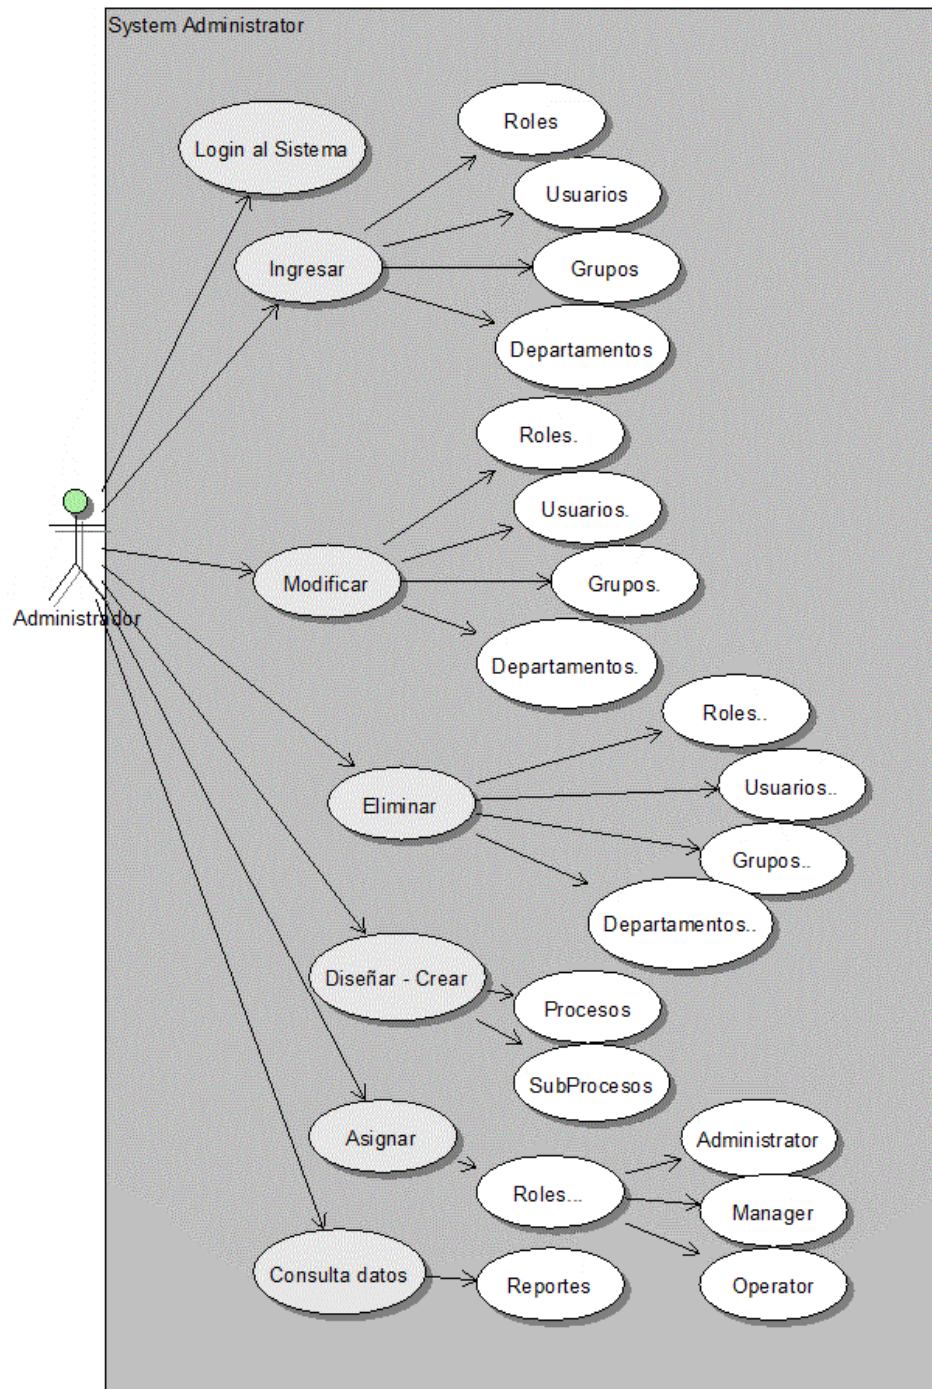 System Administrator
Roles
Login al Sistema
Usuarios
Ingresar
Grupos
Departamentos
Roles.
Usuarios.
Modificar
Grupos.
Administrador
Departamentos.
Roles..
Usuarios..
Eliminar
Grupos..
Departamentos..
Diseñar - Crear
Procesos
SubProcesos
Asignar
Administrator
Roles...
Manager
Consulta datos
Reportes
Operator